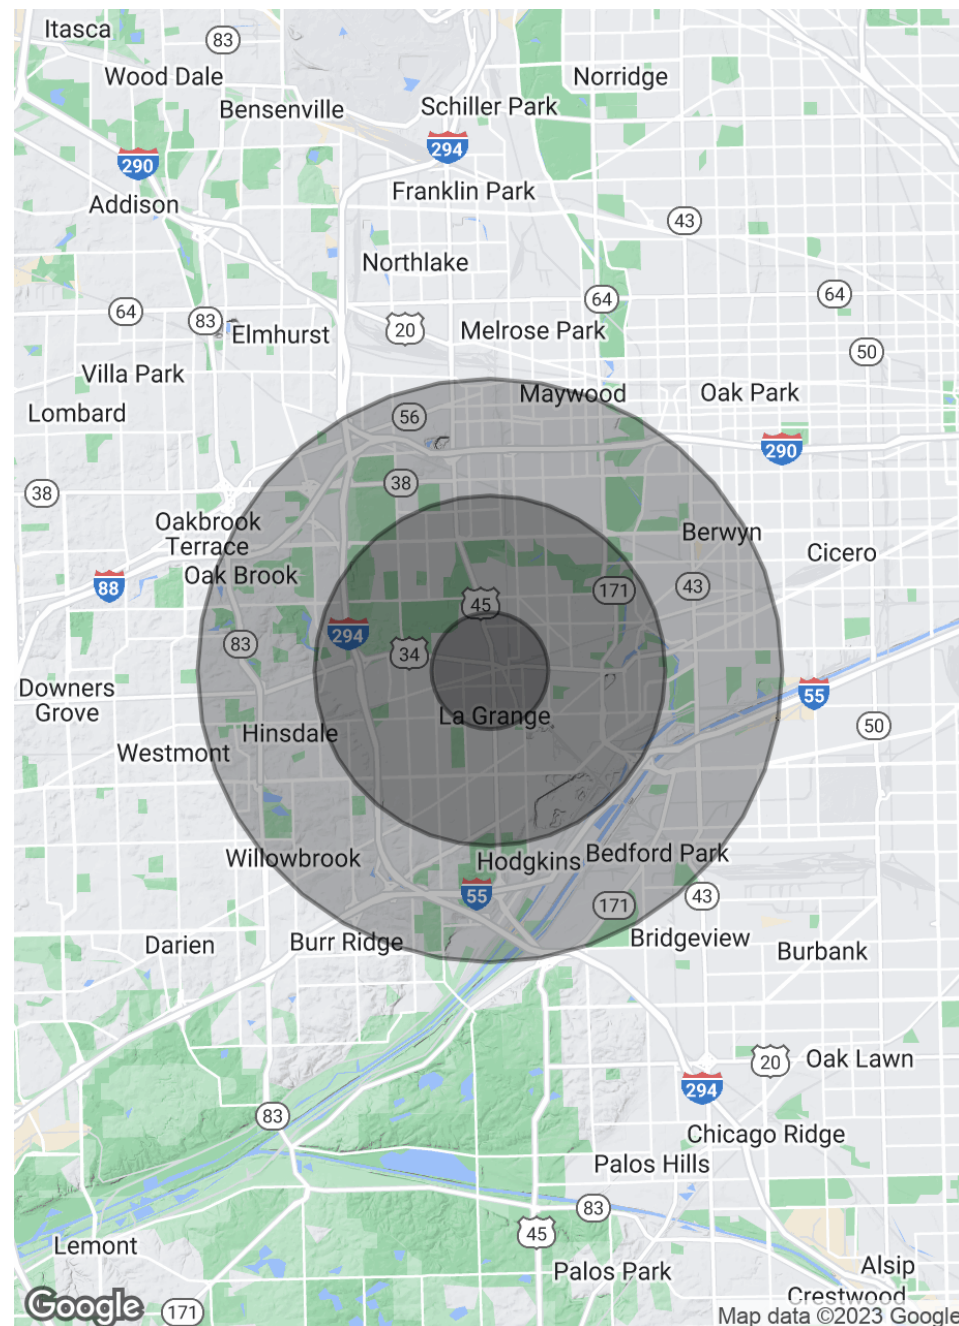 Itasca
83
Wood Dale
Norridge
Bensenville
Schiller Park
294
290
Franklin Park
Addison
43
Northlake
64
64
64
83
20
Melrose Park
Elmhurst
50
Villa Park
Maywood
Oak Park
Lombard
56
290
38
38
Oakbrook
Terrace
Berwyn
Cicero
Oak Brook
88
171
43
45
294
83
34
Downers
Grove
55
La Grange
50
Hinsdale
Westmont
Willowbrook
Hodgkins
Bedford Park
55
43
171
Darien
Burr Ridge
Bridgeview
Burbank
20
Oak Lawn
294
83
Chicago Ridge
Palos Hills
83
45
Lemont
Palos Park
Alsip
Crestwood
Google
171
Map data ©2023 Google